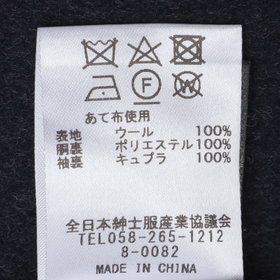 F W
あて布使用
表地 ウール 100%
胴裏 ポリエステル 100%
袖裏 キュプラ 100%
全日本紳士服産業協議会
TEL058-265-1212
8-0082
MADE IN CHINA